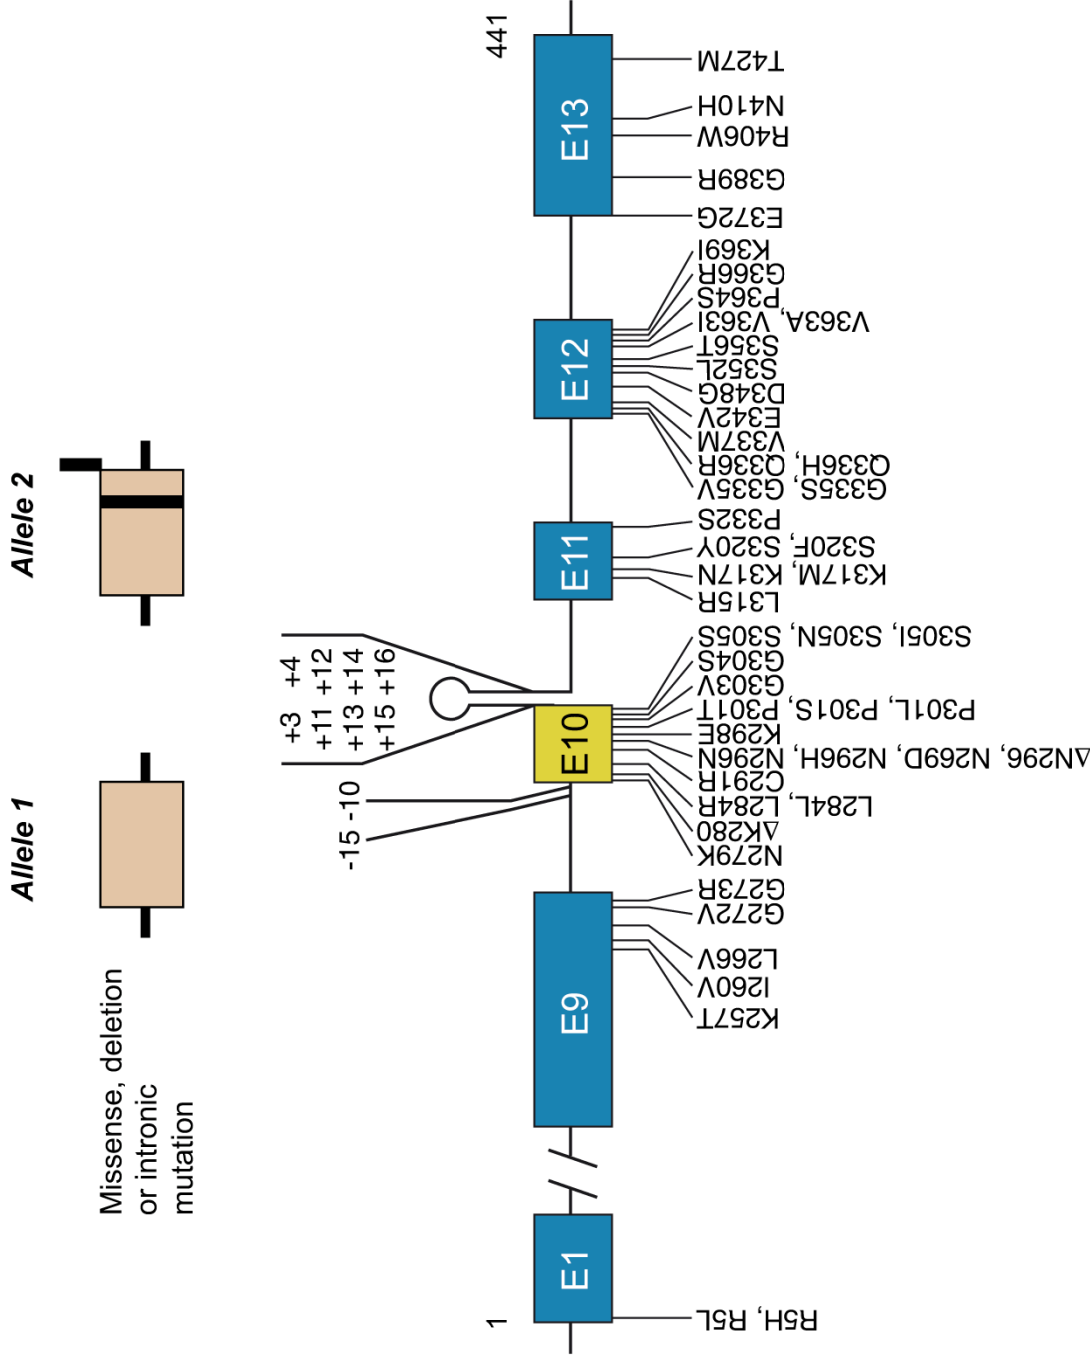 Allele 1
Allele 2
Missense, deletion
or intronic
mutation
+3 +4
+11 +12
+13 +14
+15 +16
-15 -10
1
441
E1
E9
E10
E11
E12
E13
R5H, R5L
K257T
I260V
L266V
G272V
G273R
N279K
ΔK280
L284L, L284R
C291R
ΔN296, N269D, N296H, N296N
K298E
P301L, P301S, P301T
G303V
G304S
S305I, S305N, S305S
L315R
K317M, K317N
S320F, S320Y
P332S
G335S, G335V
Q336H, Q336R
V337M
E342V
D348G
S352L
S356T
V363A, V363I
P364S
G366R
K369I
E372G
G389R
R406W
N410H
T427M